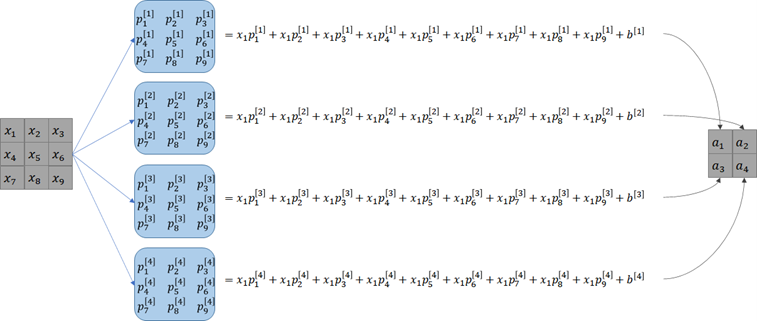 x₁ x₂ x₃
x₄ x₅ x₆
x₇ x₈ x₉
p₁^[1] p₂^[1] p₃^[1]
p₄^[1] p₅^[1] p₆^[1]
p₇^[1] p₈^[1] p₉^[1]
= x₁p₁^[1] + x₁p₂^[1] + x₁p₃^[1] + x₁p₄^[1] + x₁p₅^[1] + x₁p₆^[1] + x₁p₇^[1] + x₁p₈^[1] + x₁p₉^[1] + b^[1]
p₁^[2] p₂^[2] p₃^[2]
p₄^[2] p₅^[2] p₆^[2]
p₇^[2] p₈^[2] p₉^[2]
= x₁p₁^[2] + x₁p₂^[2] + x₁p₃^[2] + x₁p₄^[2] + x₁p₅^[2] + x₁p₆^[2] + x₁p₇^[2] + x₁p₈^[2] + x₁p₉^[2] + b^[2]
p₁^[3] p₂^[3] p₃^[3]
p₄^[3] p₅^[3] p₆^[3]
p₇^[3] p₈^[3] p₉^[3]
= x₁p₁^[3] + x₁p₂^[3] + x₁p₃^[3] + x₁p₄^[3] + x₁p₅^[3] + x₁p₆^[3] + x₁p₇^[3] + x₁p₈^[3] + x₁p₉^[3] + b^[3]
p₁^[4] p₂^[4] p₃^[4]
p₄^[4] p₅^[4] p₆^[4]
p₇^[4] p₈^[4] p₉^[4]
= x₁p₁^[4] + x₁p₂^[4] + x₁p₃^[4] + x₁p₄^[4] + x₁p₅^[4] + x₁p₆^[4] + x₁p₇^[4] + x₁p₈^[4] + x₁p₉^[4] + b^[4]
a₁ a₂
a₃ a₄